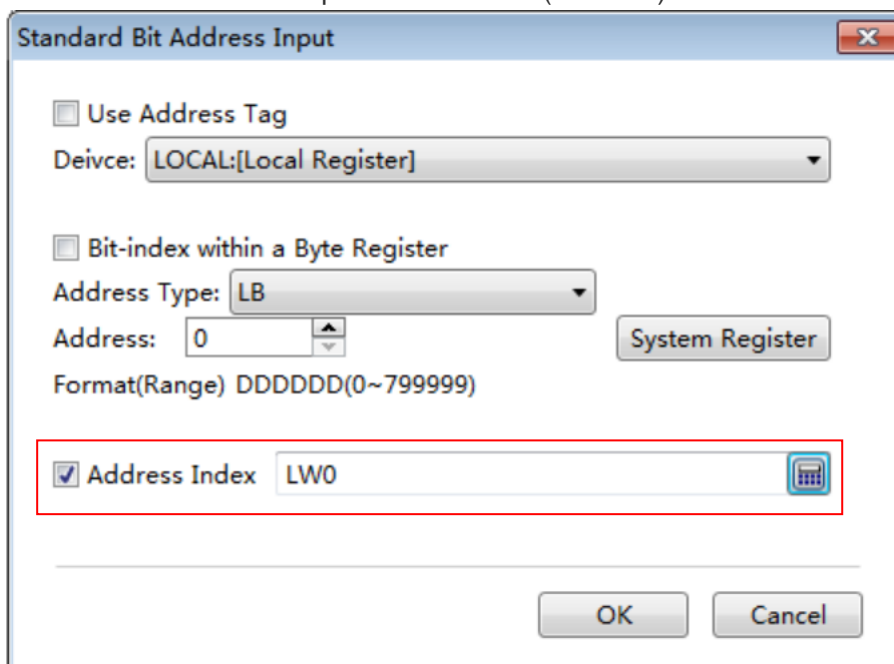 Standard Bit Address Input
Use Address Tag
Deivce: LOCAL:[Local Register]
Bit-index within a Byte Register
Address Type: LB
Address: 0 System Register
Format(Range) DDDDDD(0~799999)
Address Index LW0
OK Cancel